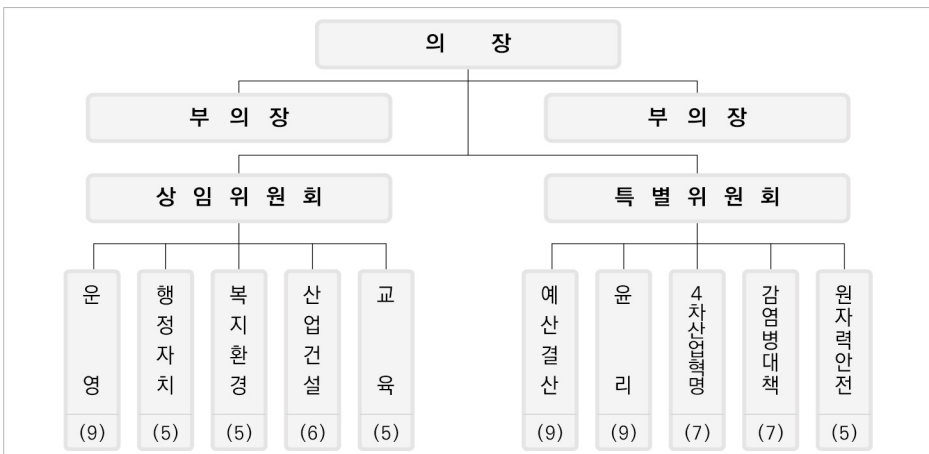 의 장
부 의 장
부 의 장
상 임 위 원 회
특 별 위 원 회
운 영
(9)
행정자치
(5)
복지환경
(5)
산업건설
(6)
교 육
(5)
예산결산
(9)
윤 리
(9)
4차산업혁명
(7)
감염병대책
(7)
원자력안전
(5)